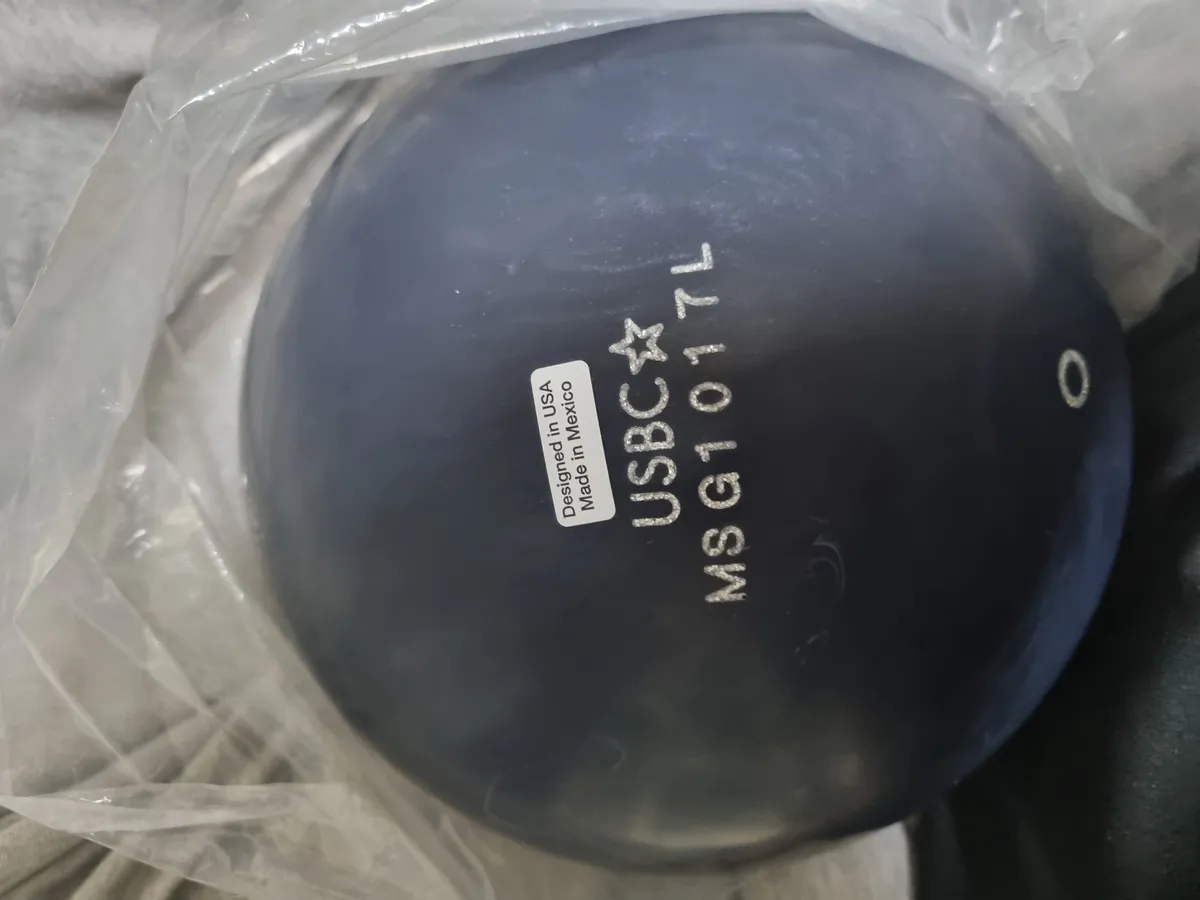 Designed in USA
Made in Mexico
USBC☆
MSG1017L
O